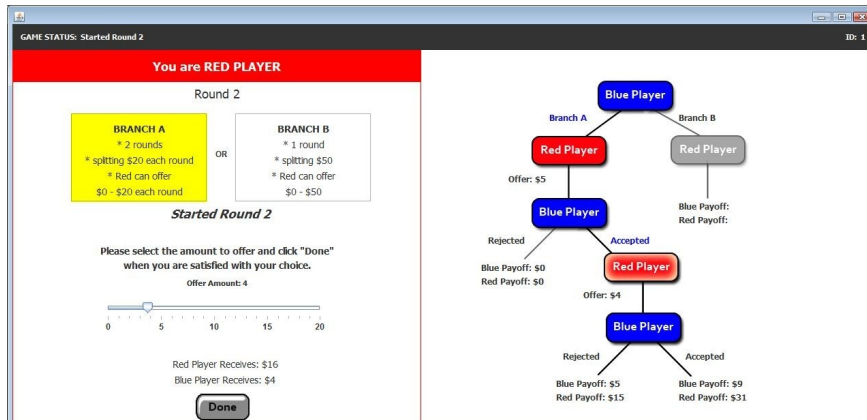 GAME STATUS: Started Round 2
ID: 1
You are RED PLAYER
Round 2
BRANCH A
* 2 rounds
* splitting $20 each round
* Red can offer
$0 - $20 each round
OR
BRANCH B
* 1 round
* splitting $50
* Red can offer
$0 - $50
Started Round 2
Please select the amount to offer and click "Done"
when you are satisfied with your choice.
Offer Amount: 4
0 5 10 15 20
Red Player Receives: $16
Blue Player Receives: $4
Done
Blue Player
Branch A
Branch B
Red Player
Red Player
Offer: $5
Blue Payoff:
Red Payoff:
Blue Player
Rejected
Accepted
Blue Payoff: $0
Red Payoff: $0
Red Player
Offer: $4
Blue Player
Rejected
Accepted
Blue Payoff: $5
Red Payoff: $15
Blue Payoff: $9
Red Payoff: $31